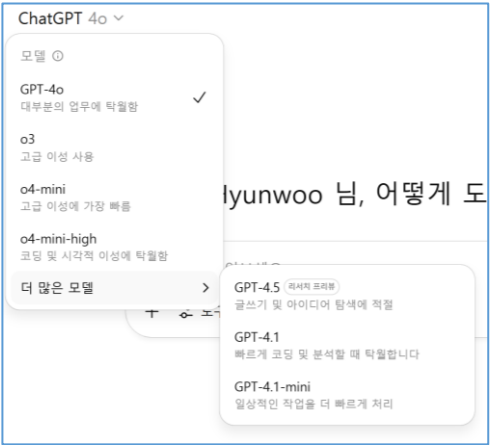 ChatGPT 4o
모델
GPT-4o
대부분의 업무에 탁월함
o3
고급 이성 사용
o4-mini
고급 이성에 가장 빠름
o4-mini-high
코딩 및 시각적 이성에 탁월함
더 많은 모델
Hyunwoo 님, 어떻게 도
GPT-4.5 리서치 프리뷰
글쓰기 및 아이디어 탐색에 적절
GPT-4.1
빠르게 코딩 및 분석할 때 탁월합니다
GPT-4.1-mini
일상적인 작업을 더 빠르게 처리